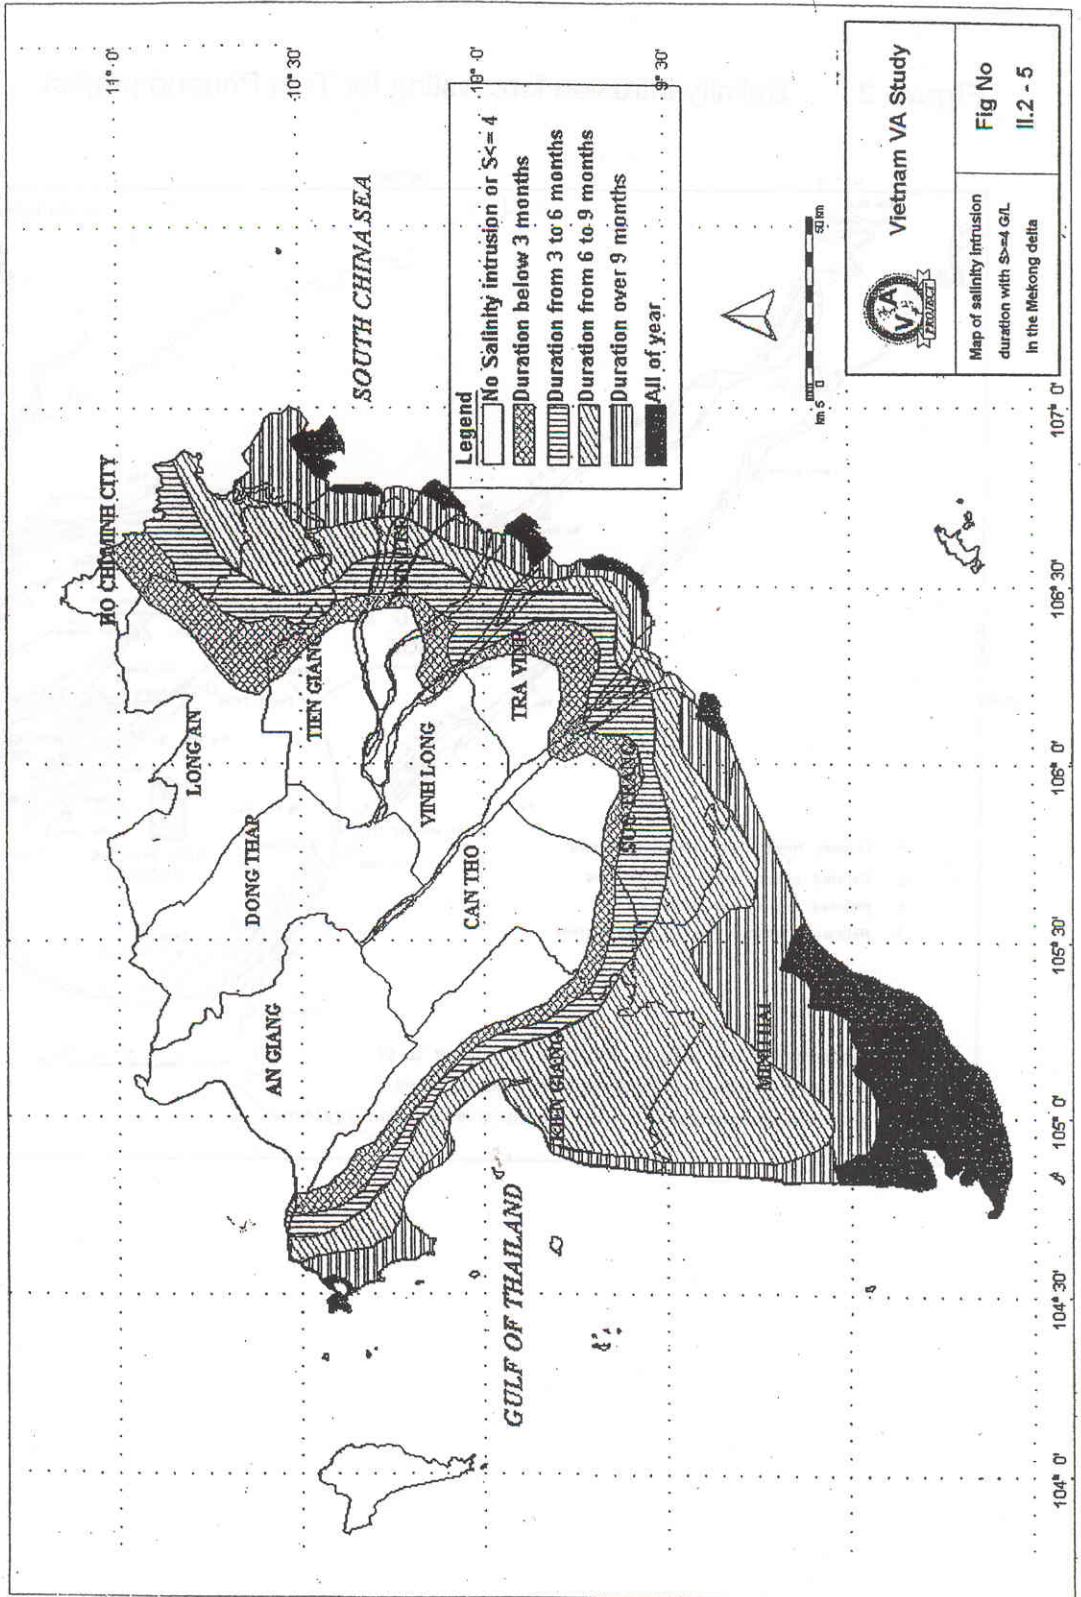 11° 0'
10° 30'
10° 0'
9° 30'
HO CHI MINH CITY
LONG AN
TIEN GIANG
DONG THAP
VINH LONG
TRA VINH
CAN THO
AN GIANG
KIEN GIANG
MINH HAI
SOUTH CHINA SEA
GULF OF THAILAND
Legend
No Salinity intrusion or S<= 4
Duration below 3 months
Duration from 3 to 6 months
Duration from 6 to 9 months
Duration over 9 months
All of year
km 5 0 50 km
104° 0'
104° 30'
105° 0'
105° 30'
106° 0'
106° 30'
107° 0'
VA
PROJECT
Vietnam VA Study
Map of salinity intrusion
duration with S>=4 G/L
In the Mekong delta
Fig No
II.2 - 5